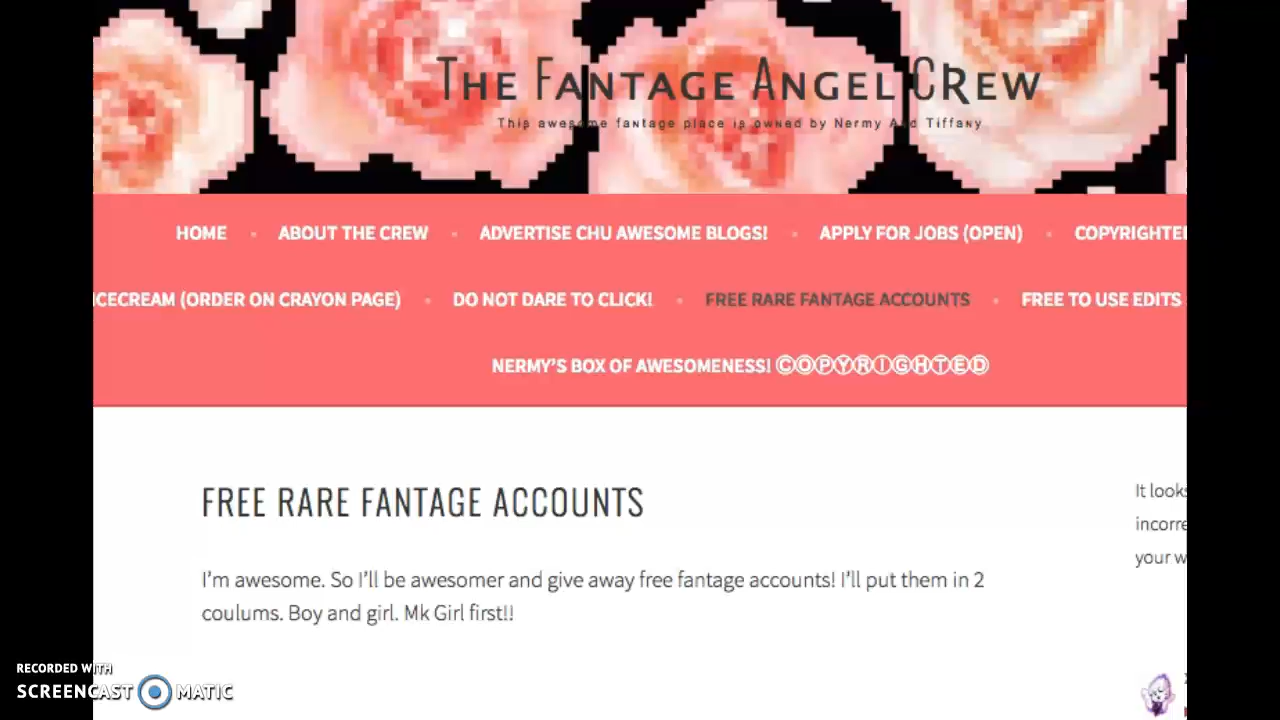 The Fantage Angel Crew
This awesome fantage place is owned by Nermy And Tiffany
HOME ABOUT THE CREW ADVERTISE CHU AWESOME BLOGS! APPLY FOR JOBS (OPEN) COPYRIGHTE
ICECREAM (ORDER ON CRAYON PAGE) DO NOT DARE TO CLICK! FREE RARE FANTAGE ACCOUNTS FREE TO USE EDITS
NERMY'S BOX OF AWESOMENESS! ⒸⓄⓅⓎⓇⒾⒼⒽⓉⒺⒹ
FREE RARE FANTAGE ACCOUNTS
It looks
I'm awesome. So I'll be awesomer and give away free fantage accounts! I'll put them in 2
coulums. Boy and girl. Mk Girl first!!
incorre
your w
RECORDED WITH
SCREENCAST MATIC